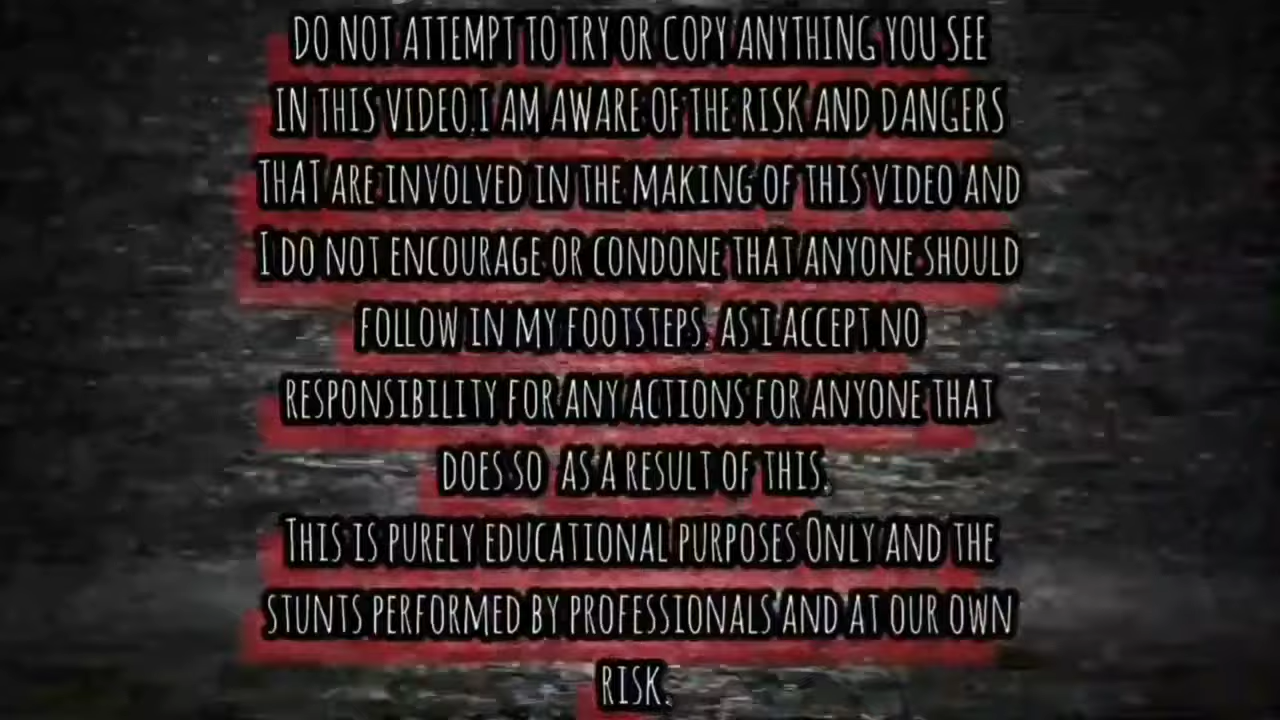 DO NOT ATTEMPT TO TRY OR COPY ANYTHING YOU SEE
IN THIS VIDEO,I AM AWARE OF THE RISK AND DANGERS
THAT ARE INVOLVED IN THE MAKING OF THIS VIDEO AND
I DO NOT ENCOURAGE OR CONDONE THAT ANYONE SHOULD
FOLLOW IN MY FOOTSTEPS. AS I ACCEPT NO
RESPONSIBILITY FOR ANY ACTIONS FOR ANYONE THAT
DOES SO AS A RESULT OF THIS.
THIS IS PURELY EDUCATIONAL PURPOSES ONLY AND THE
STUNTS PERFORMED BY PROFESSIONALS AND AT OUR OWN
RISK.